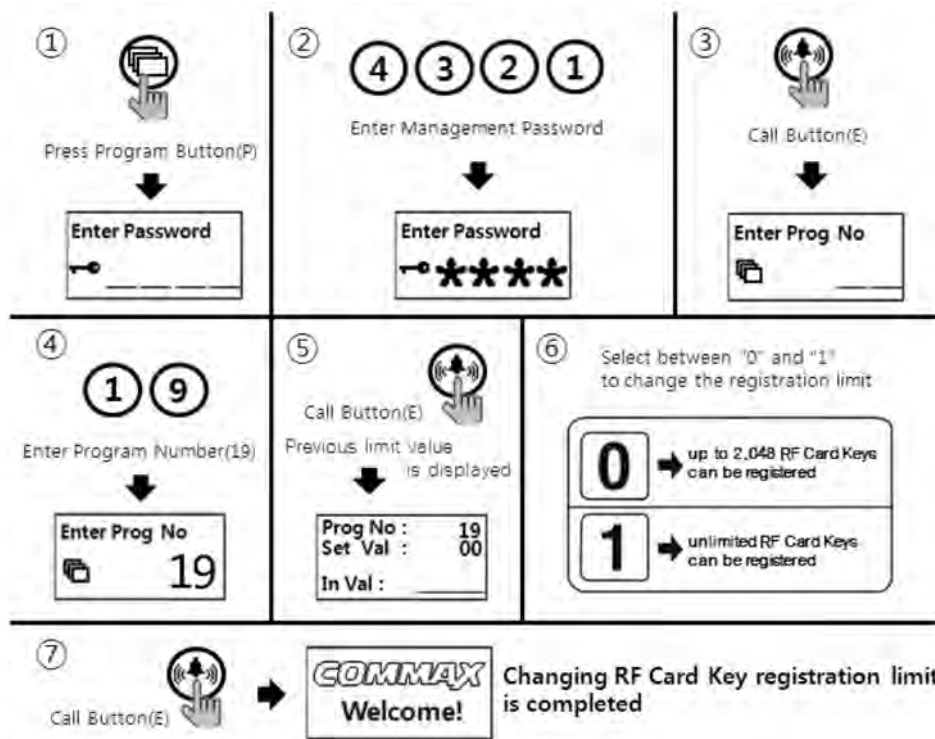 ①
Press Program Button(P)
Enter Password
②
4 3 2 1
Enter Management Password
Enter Password
③
Call Button(E)
Enter Prog No
④
1 9
Enter Program Number(19)
Enter Prog No
19
⑤
Call Button(E)
Previous limit value
is displayed
Prog No : 19
Set Val : 00
In Val :
⑥
Select between "0" and "1"
to change the registration limit
0
up to 2,048 RF Card Keys
can be registered
1
unlimited RF Card Keys
can be registered
⑦
Call Button(E)
COMMAX
Welcome!
Changing RF Card Key registration limit
is completed